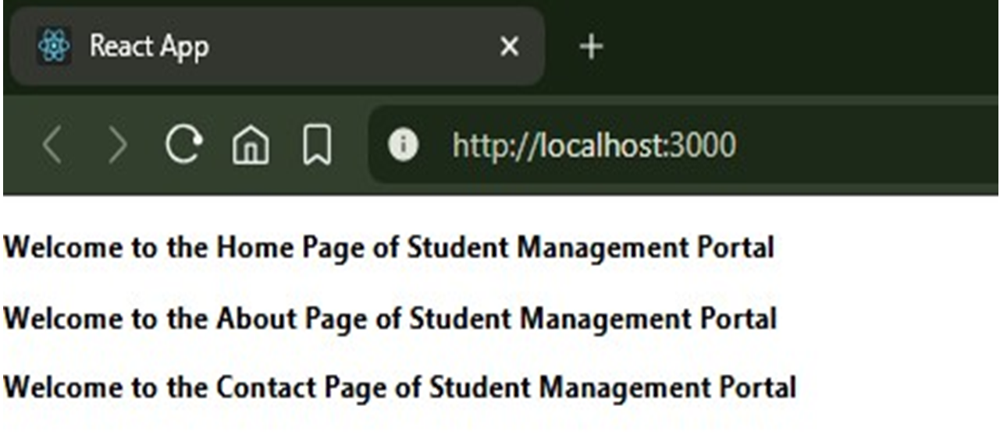 React App
http://localhost:3000
Welcome to the Home Page of Student Management Portal
Welcome to the About Page of Student Management Portal
Welcome to the Contact Page of Student Management Portal